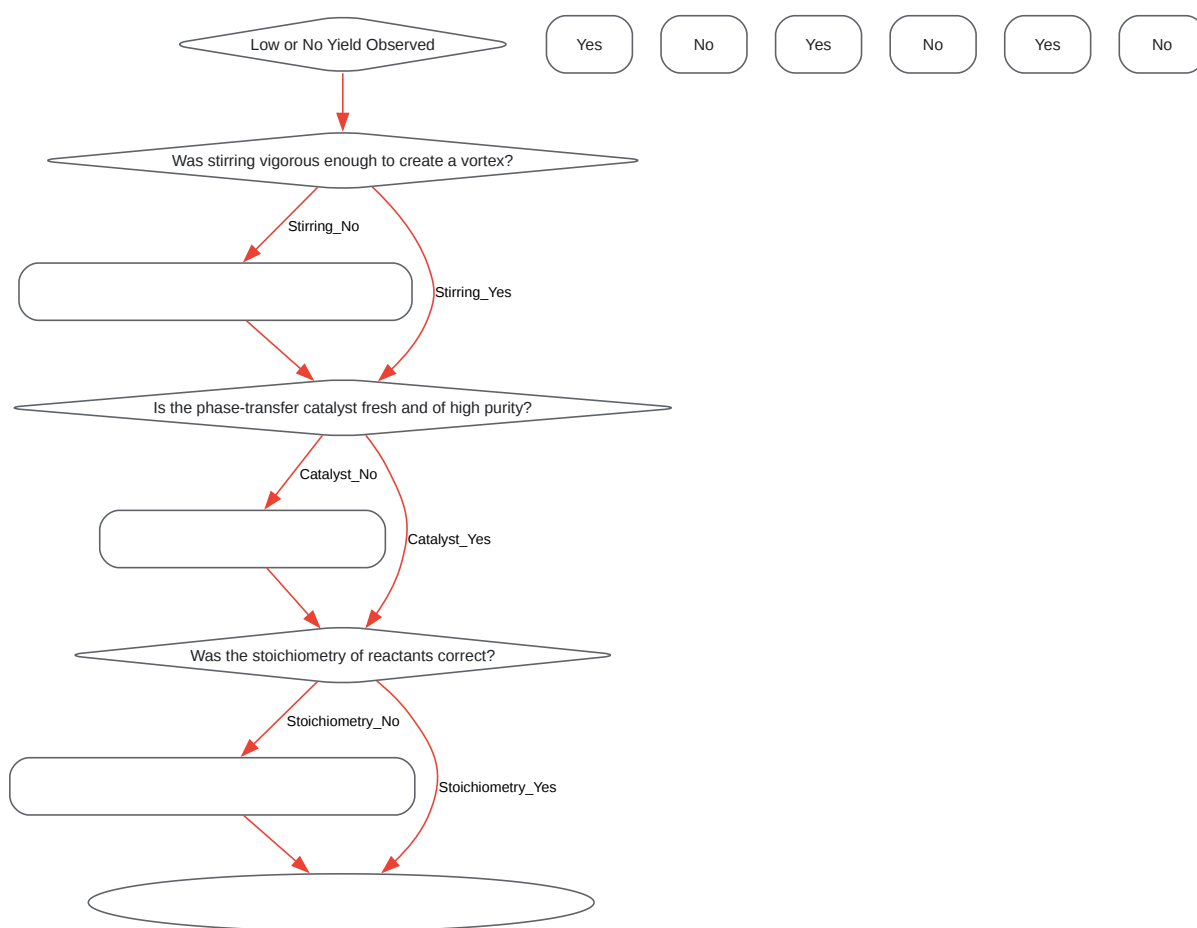 Low or No Yield Observed
Yes
No
Yes
No
Yes
No
Was stirring vigorous enough to create a vortex?
Stirring_No
Stirring_Yes
Is the phase-transfer catalyst fresh and of high purity?
Catalyst_No
Catalyst_Yes
Was the stoichiometry of reactants correct?
Stoichiometry_No
Stoichiometry_Yes